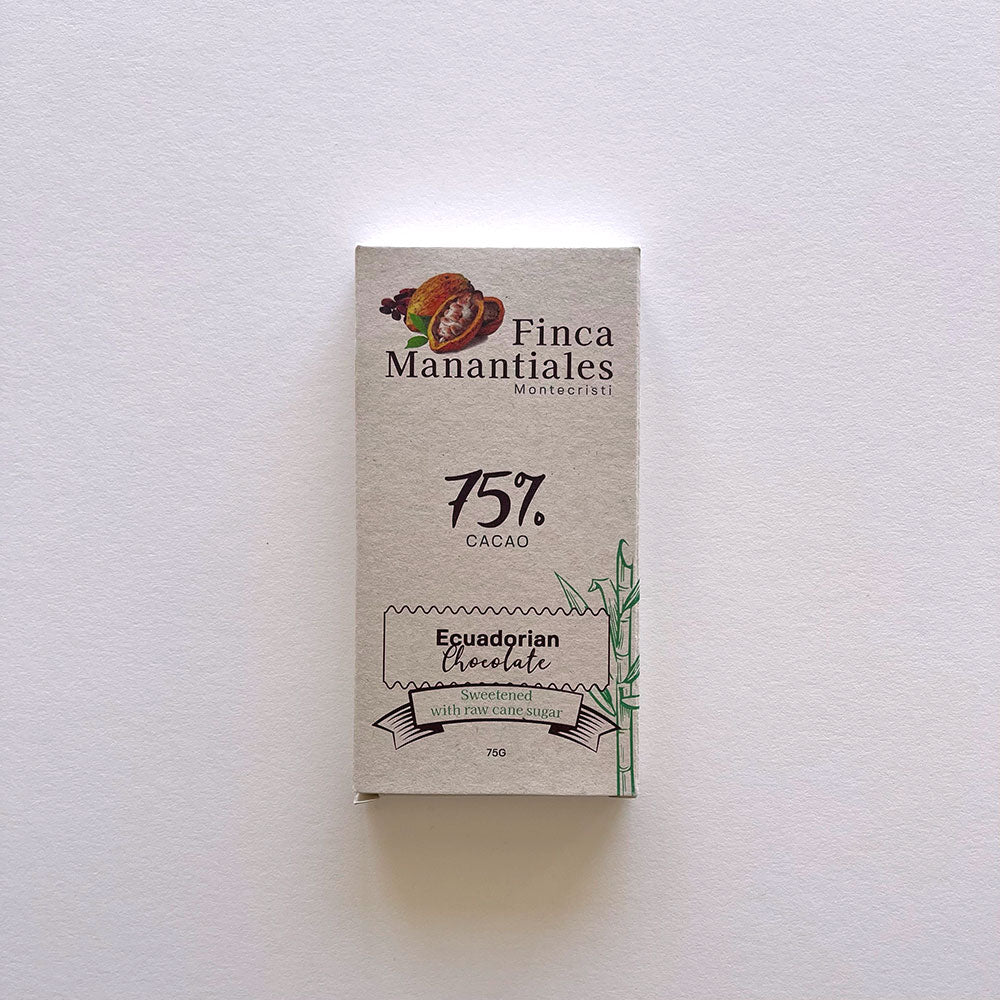 Finca
Manantiales
Montecristi
75%
CACAO
Ecuadorian
Chocolate
Sweetened
with raw cane sugar
75G